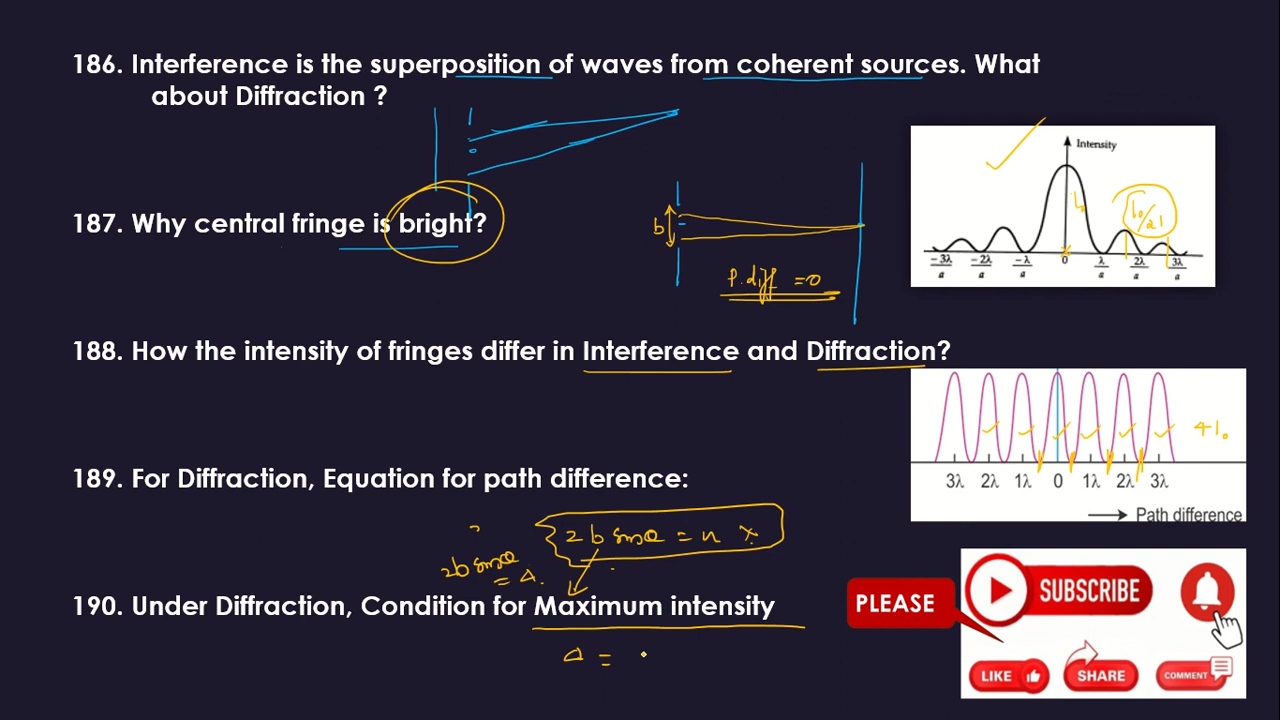 186. Interference is the superposition of waves from coherent sources. What
about Diffraction ?
Intensity
I₀
I₀/21
-3λ/a -2λ/a -λ/a 0 λ/a 2λ/a 3λ/a
187. Why central fringe is bright?
b
P.diff = 0
188. How the intensity of fringes differ in Interference and Diffraction?
4I₀
3λ 2λ 1λ 0 1λ 2λ 3λ
Path difference
189. For Diffraction, Equation for path difference:
2b sinθ = n λ
2b sinθ
= Δ.
190. Under Diffraction, Condition for Maximum intensity
Δ =
PLEASE
SUBSCRIBE
LIKE
SHARE
COMMENT